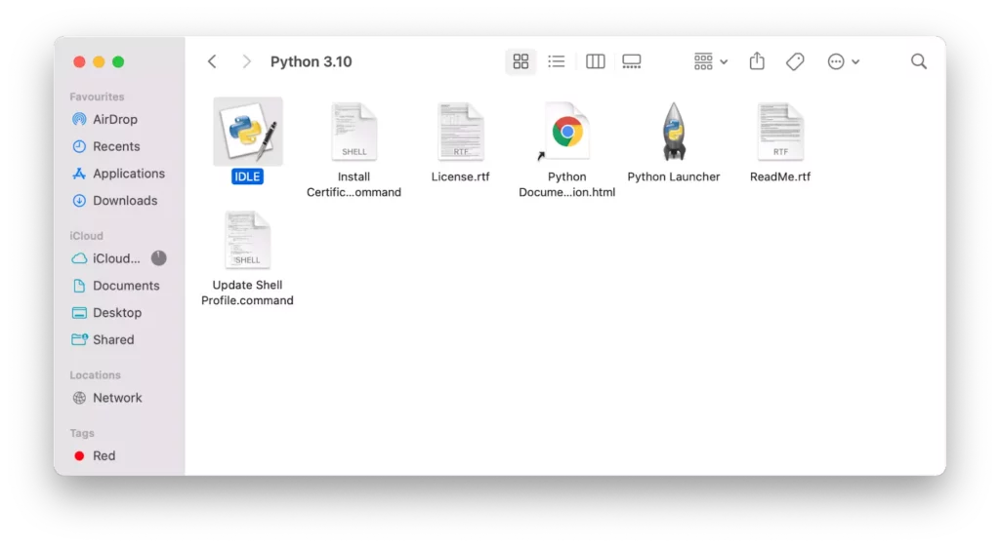 Python 3.10
Favourites
AirDrop
Recents
Applications
Downloads
iCloud
iCloud...
Documents
Desktop
Shared
Locations
Network
Tags
Red
SHELL
RTF
RTF
IDLE
Install
Certific...ommand
License.rtf
Python
Docume...ion.html
Python Launcher
ReadMe.rtf
SHELL
Update Shell
Profile.command